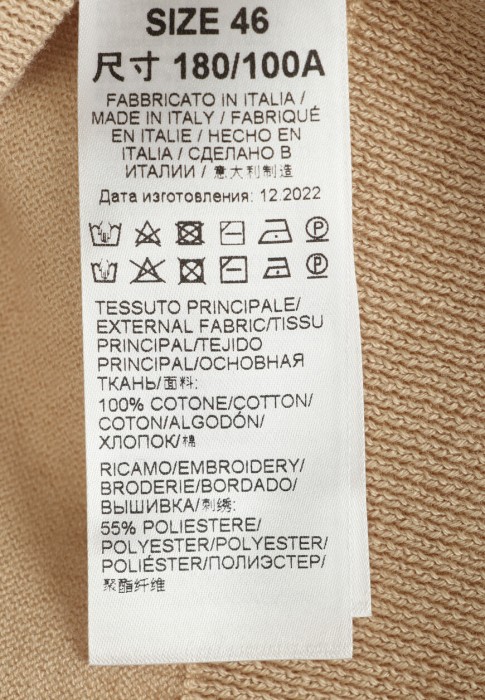 SIZE 46
尺寸 180/100A
FABBRICATO IN ITALIA /
MADE IN ITALY / FABRIQUÉ
EN ITALIE / HECHO EN
ITALIA / СДЕЛАНО В
ИТАЛИИ / 意大利制造
Дата изготовления: 12.2022
P
P
TESSUTO PRINCIPALE/
EXTERNAL FABRIC/TISSU
PRINCIPAL/TEJIDO
PRINCIPAL/ОСНОВНАЯ
ТКАНЬ/面料:
100% COTONE/COTTON/
COTON/ALGODÓN/
ХЛОПОК/棉
RICAMO/EMBROIDERY/
BRODERIE/BORDADO/
ВЫШИВКА/刺绣:
55% POLIESTERE/
POLYESTER/POLYESTER/
POLIÉSTER/ПОЛИЭСТЕР/
聚酯纤维